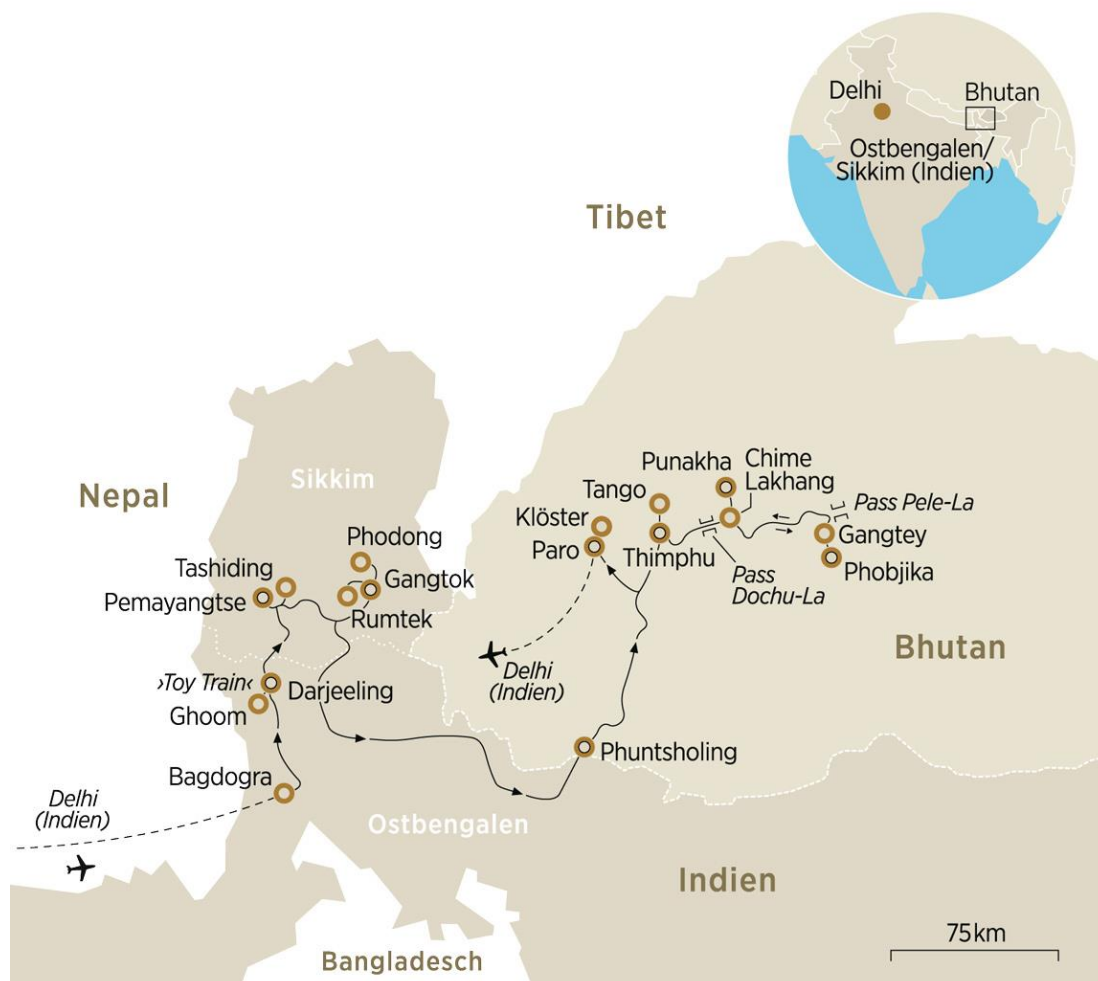 Delhi
Bhutan
Ostbengalen/
Sikkim (Indien)
Tibet
Nepal
Sikkim
Punakha
Chime
Lakhang
Tango
Pass Pele-La
Klöster
Gangtey
Paro
Thimphu
Phobjika
Pass
Dochu-La
Phodong
Tashiding
Gangtok
Pemayangtse
Rumtek
Bhutan
Delhi
(Indien)
›Toy Train‹
Darjeeling
Ghoom
Phuntsholing
Bagdogra
Delhi
(Indien)
Ostbengalen
Indien
75 km
Bangladesch